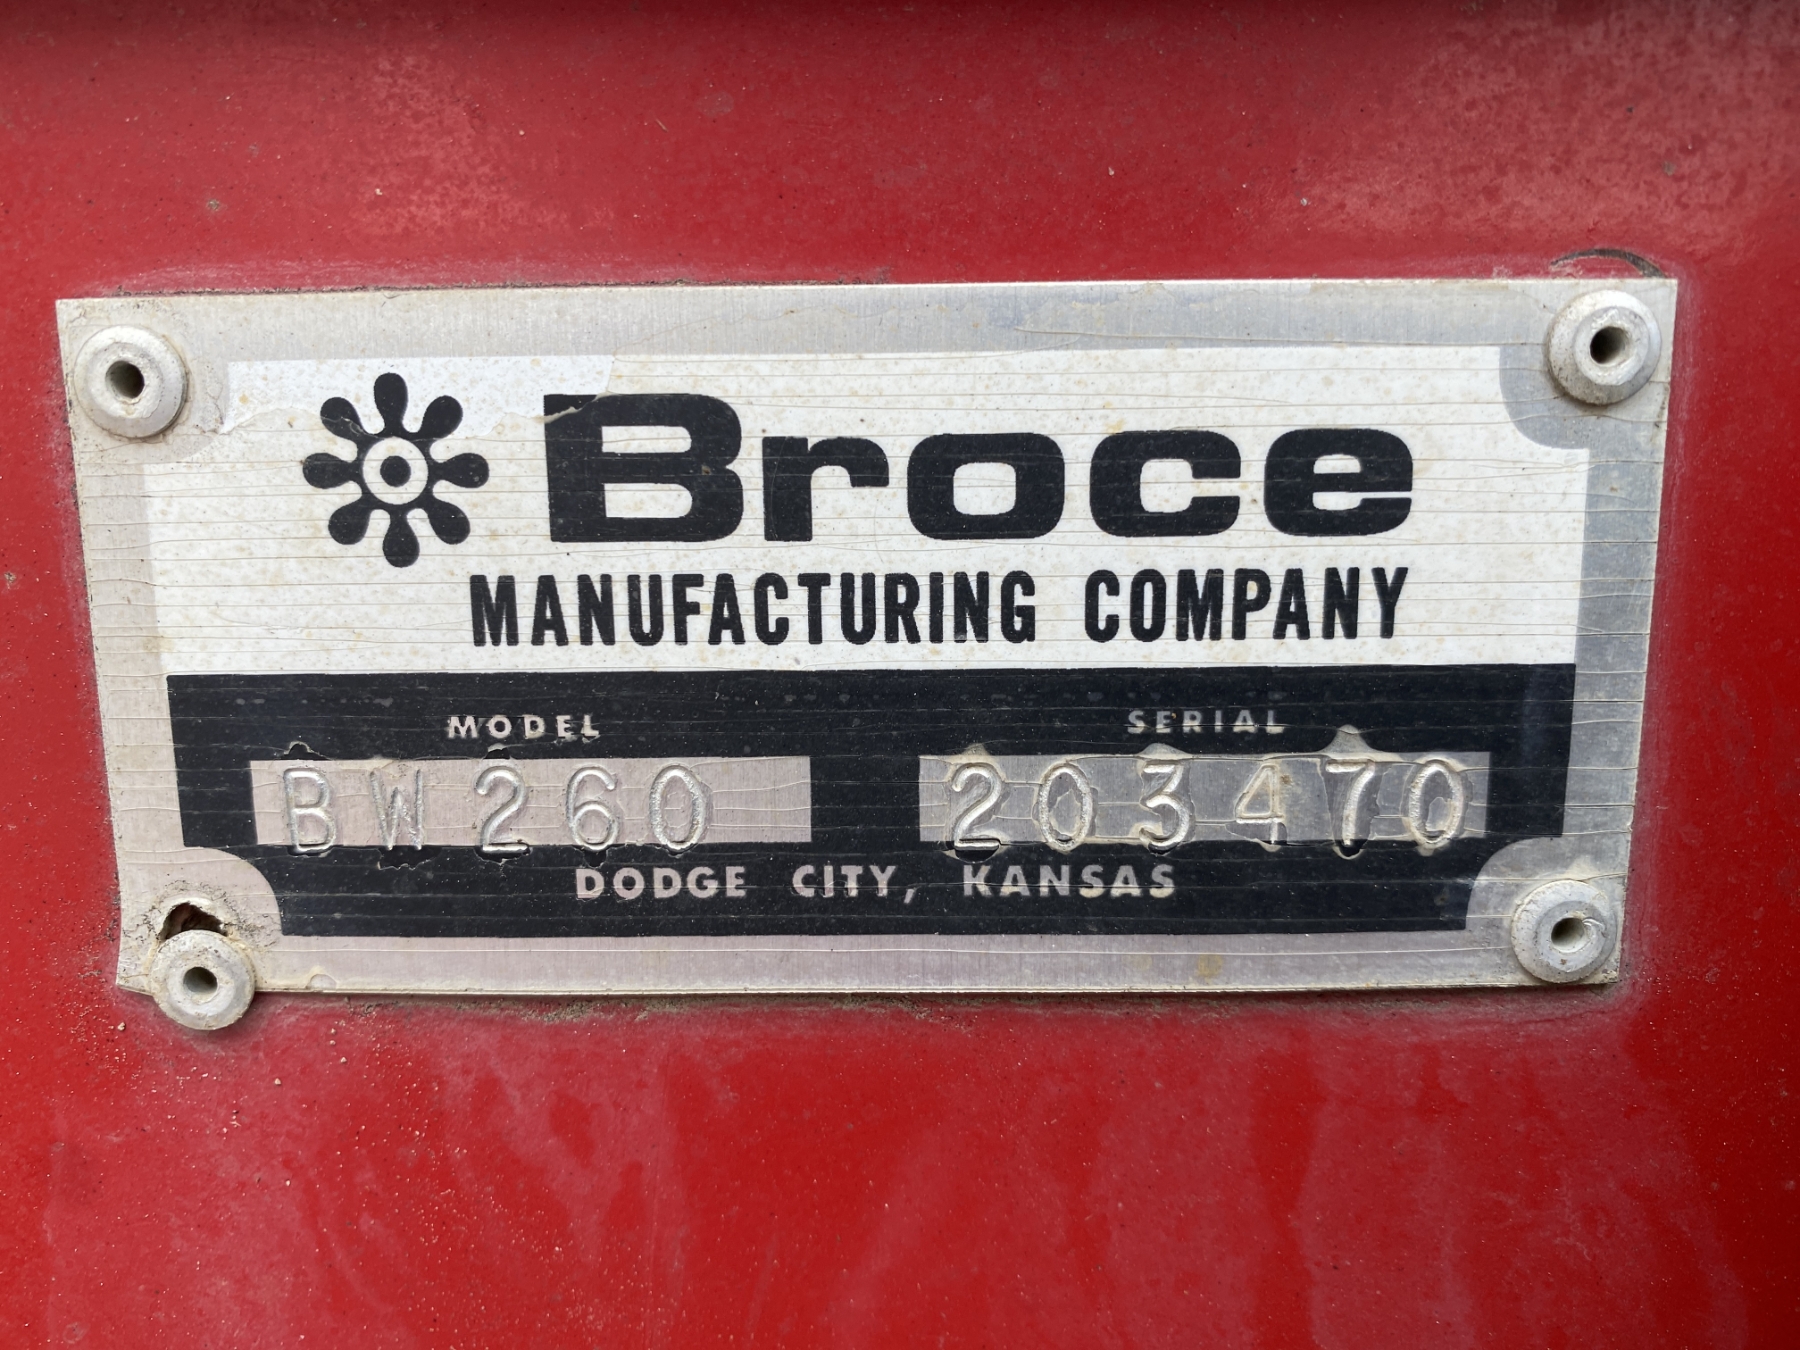 Broce
MANUFACTURING COMPANY
MODEL SERIAL
BW260 203470
DODGE CITY, KANSAS